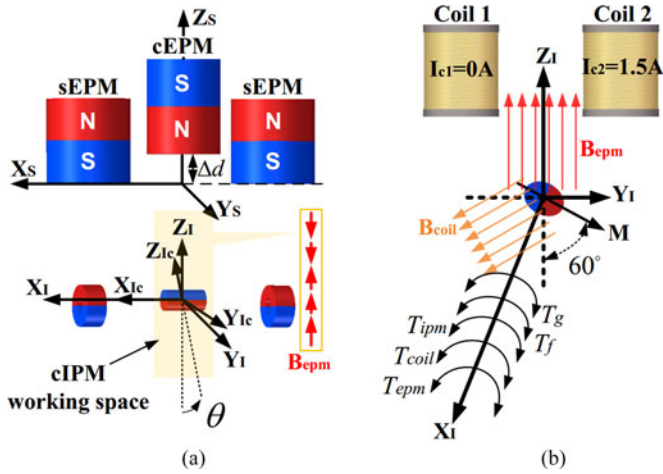 Zs
cEPM
sEPM
S
N
sEPM
N
S
N
S
Xs
Δd
Ys
ZI
ZIc
XI
XIc
YIc
YI
Bepm
cIPM
working space
θ
(a)
Coil 1
Coil 2
ZI
Ic1=0A
Ic2=1.5A
Bepm
YI
Bcoil
M
60°
Tg
Tipm
Tf
Tcoil
Tepm
XI
(b)